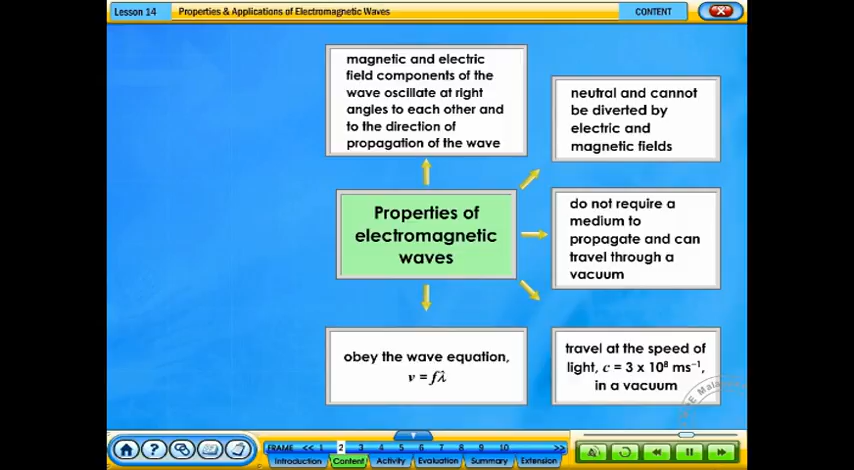 Lesson 14
Properties & Applications of Electromagnetic Waves
CONTENT
magnetic and electric
field components of the
wave oscillate at right
angles to each other and
to the direction of
propagation of the wave
neutral and cannot
be diverted by
electric and
magnetic fields
Properties of
electromagnetic
waves
do not require a
medium to
propagate and can
travel through a
vacuum
obey the wave equation,
v = fλ
travel at the speed of
light, c = 3 x 10⁸ ms⁻¹,
in a vacuum
FRAME << 1 2 3 4 5 6 7 8 9 10 >>
Introduction Content Activity Evaluation Summary Extension